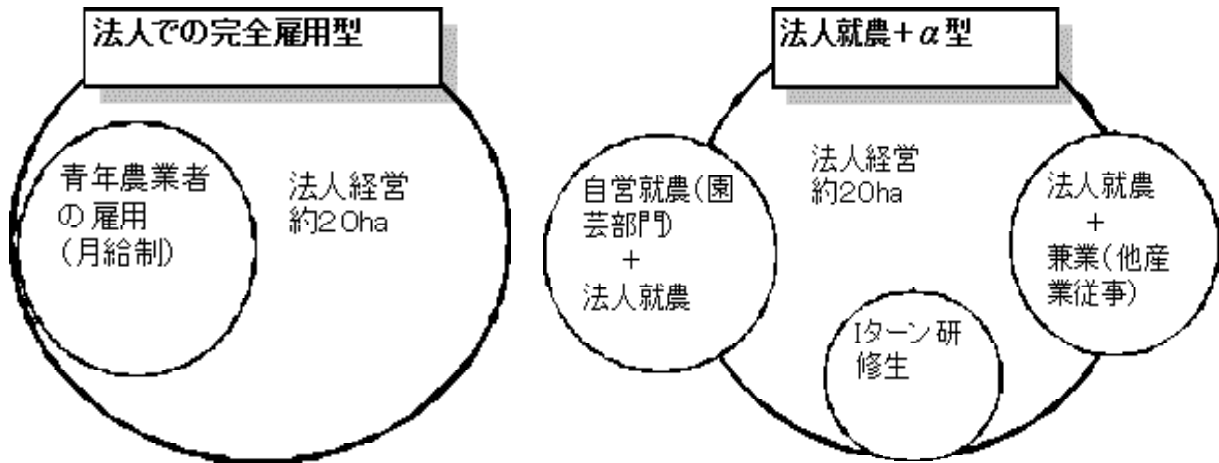 法人での完全雇用型
青年農業者
の雇用
(月給制)
法人経営
約20ha
法人就農+α型
自営就農(園
芸部門)
+
法人就農
法人経営
約20ha
法人就農
+
兼業(他産
業従事)
Iターン研
修生